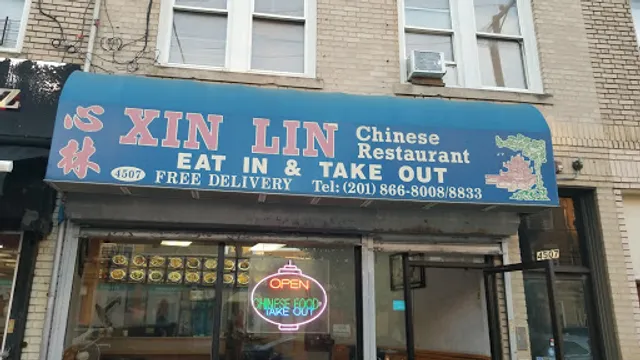 Z
心林
XIN LIN Chinese Restaurant
EAT IN & TAKE OUT
4507 FREE DELIVERY Tel: (201) 866-8008/8833
4507
OPEN
CHINESE FOOD
TAKE OUT